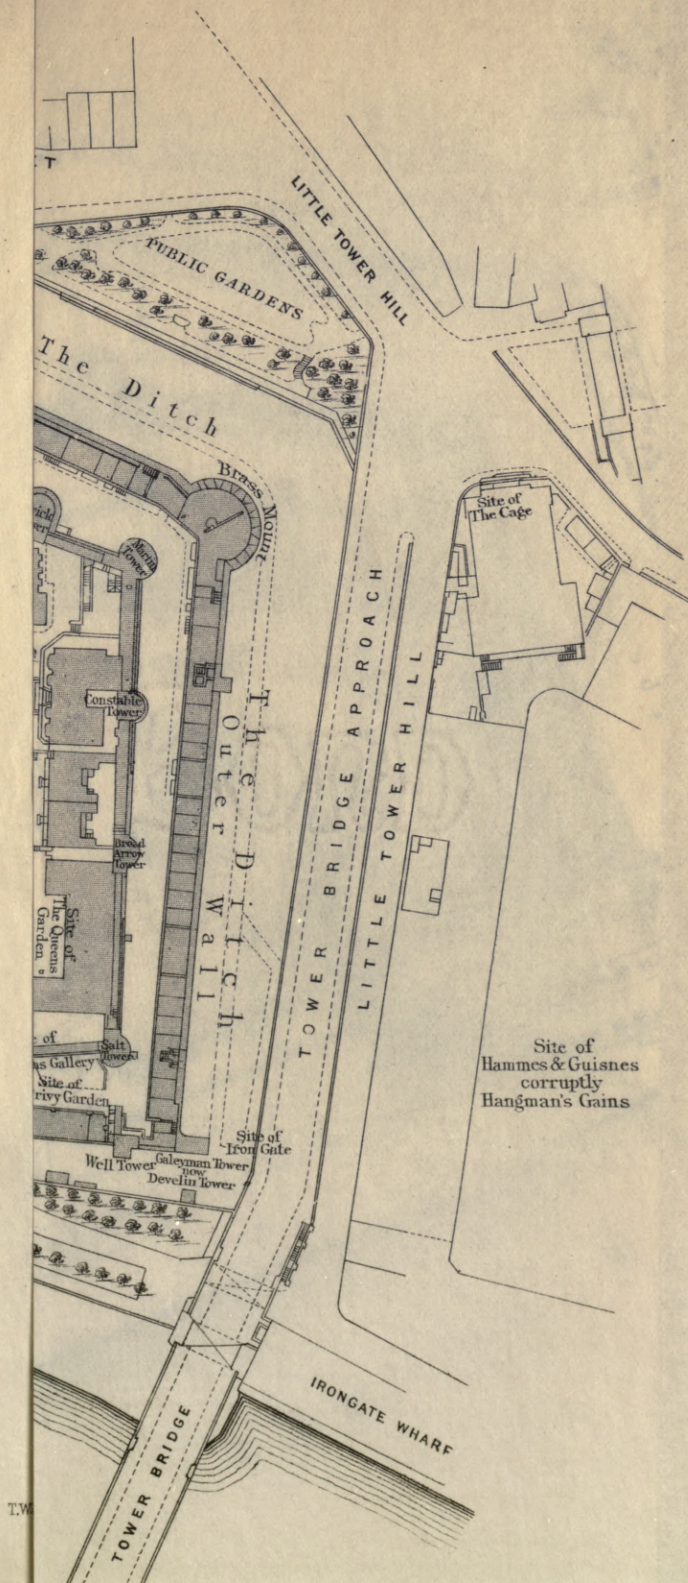 T
LITTLE TOWER HILL
PUBLIC GARDENS
The Ditch
Brass Mount
Site of
The Cage
Martin
Tower
Constable
Tower
The Ditch
Outer Wall
TOWER BRIDGE APPROACH
LITTLE TOWER HILL
Broad
Arrow
Tower
Site of
The Queens
Garden
Site of
Hammes & Guisnes
corruptly
Hangman's Gains
of
Gallery
Salt
Tower
Site of
rivy Garden
Site of
Iron Gate
Well Tower
Galeyman Tower
now
Develin Tower
IRONGATE WHARF
TOWER BRIDGE
T.W.